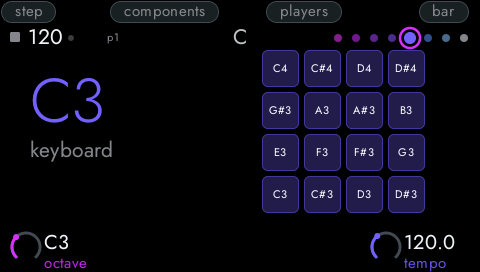 step components players bar
120 p1 C
C3
keyboard
C4 C#4 D4 D#4
G#3 A3 A#3 B3
E3 F3 F#3 G3
C3 C#3 D3 D#3
C3 120.0
octave tempo